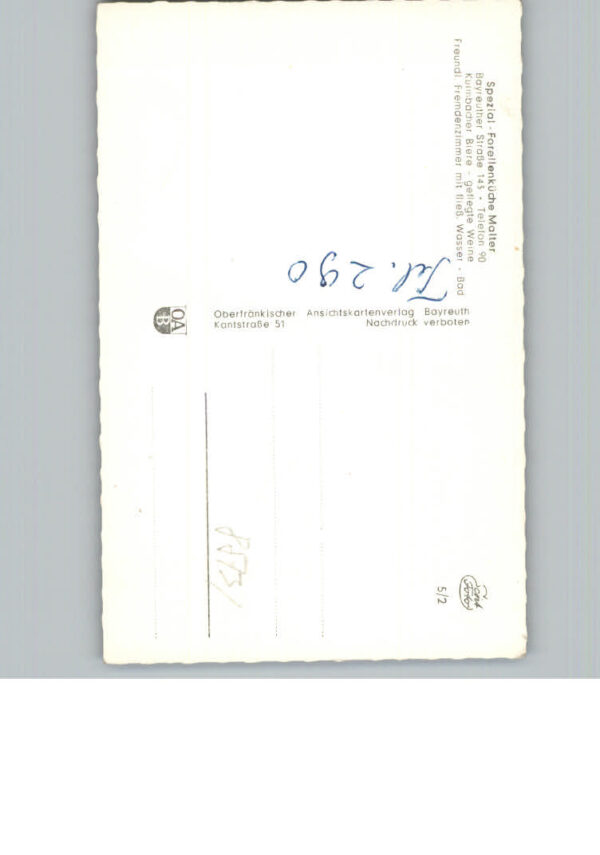 Spezial-Forellenküche Malter
Bayreuther Straße 145 • Telefon 90
Kulmbacher Biere - gepflegte Weine
Freundl. Fremdenzimmer mit fließ. Wasser - Bad
Tel. 290
OAB
Oberfränkischer Ansichtskartenverlag Bayreuth
Kantstraße 51 Nachdruck verboten
5/2